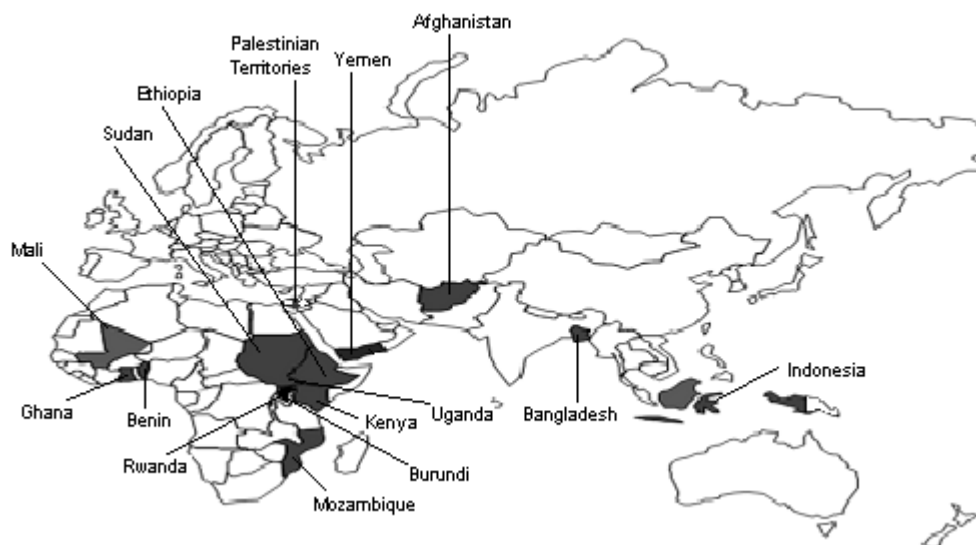 Afghanistan
Palestinian
Territories
Yemen
Ethiopia
Sudan
Mali
Indonesia
Ghana
Benin
Kenya
Uganda
Bangladesh
Rwanda
Burundi
Mozambique